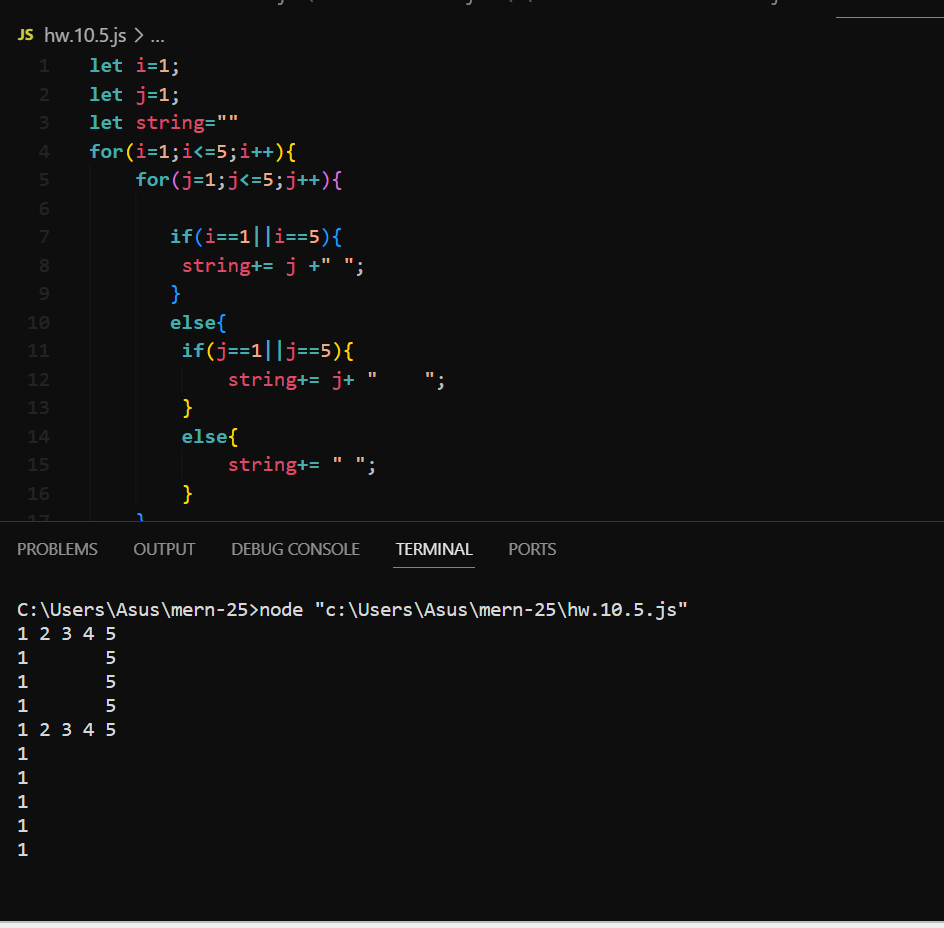 JS hw.10.5.js > ...
1 let i=1;
2 let j=1;
3 let string=""
4 for(i=1;i<=5;i++){
5 for(j=1;j<=5;j++){
6
7 if(i==1||i==5){
8 string+= j +" ";
9 }
10 else{
11 if(j==1||j==5){
12 string+= j+ "    ";
13 }
14 else{
15 string+= " ";
16 }
17 }
PROBLEMS OUTPUT DEBUG CONSOLE TERMINAL PORTS
C:\Users\Asus\mern-25>node "c:\Users\Asus\mern-25\hw.10.5.js"
1 2 3 4 5
1       5
1       5
1       5
1 2 3 4 5
1
1
1
1
1